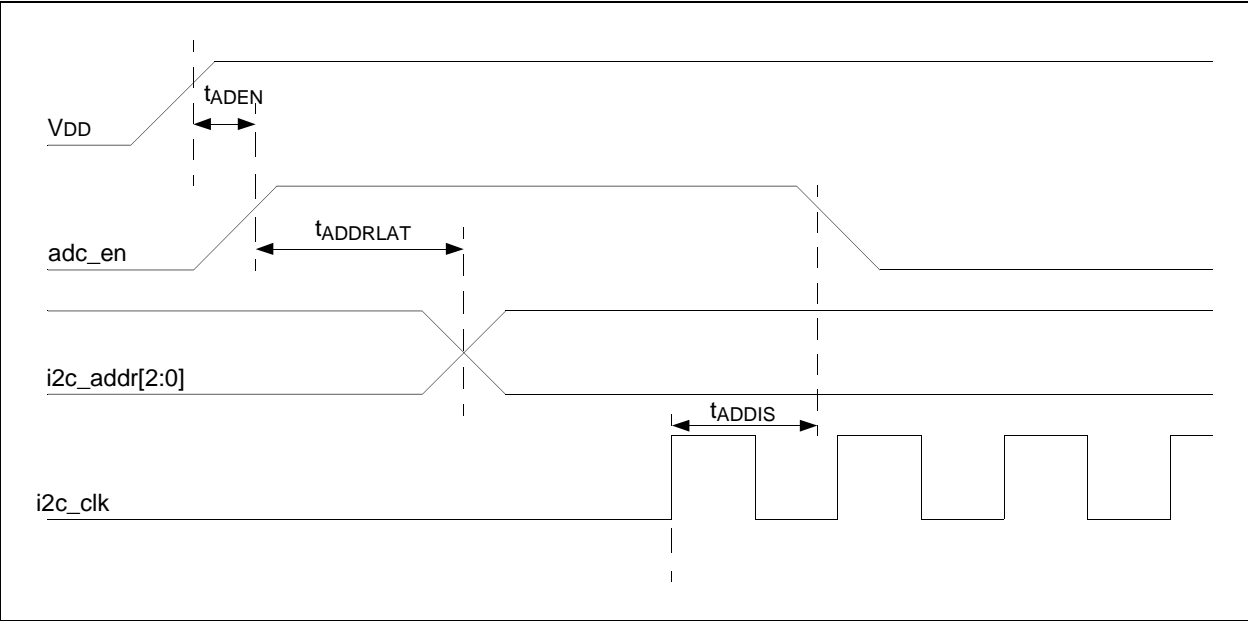 tADEN
VDD
tADDRLAT
adc_en
i2c_addr[2:0]
tADDIS
i2c_clk